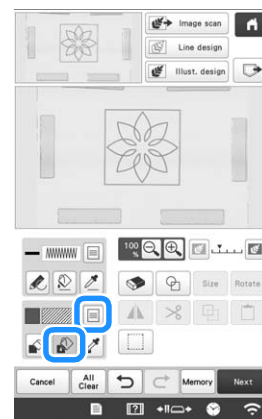 Image scan
Line design
Illust. design
100
%
Size
Rotate
Cancel
All
Clear
Memory
Next